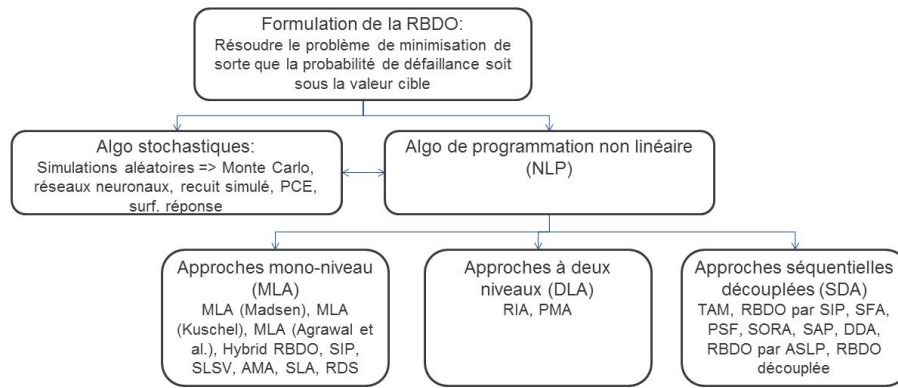 Formulation de la RBDO:
Résoudre le problème de minimisation de
sorte que la probabilité de défaillance soit
sous la valeur cible
Algo stochastiques:
Simulations aléatoires => Monte Carlo,
réseaux neuronaux, recuit simulé, PCE,
surf. réponse
Algo de programmation non linéaire
(NLP)
Approches mono-niveau
(MLA)
MLA (Madsen), MLA
(Kuschel), MLA (Agrawal et
al.), Hybrid RBDO, SIP,
SLSV, AMA, SLA, RDS
Approches à deux
niveaux (DLA)
RIA, PMA
Approches séquentielles
découplées (SDA)
TAM, RBDO par SIP, SFA,
PSF, SORA, SAP, DDA,
RBDO par ASLP, RBDO
découplée